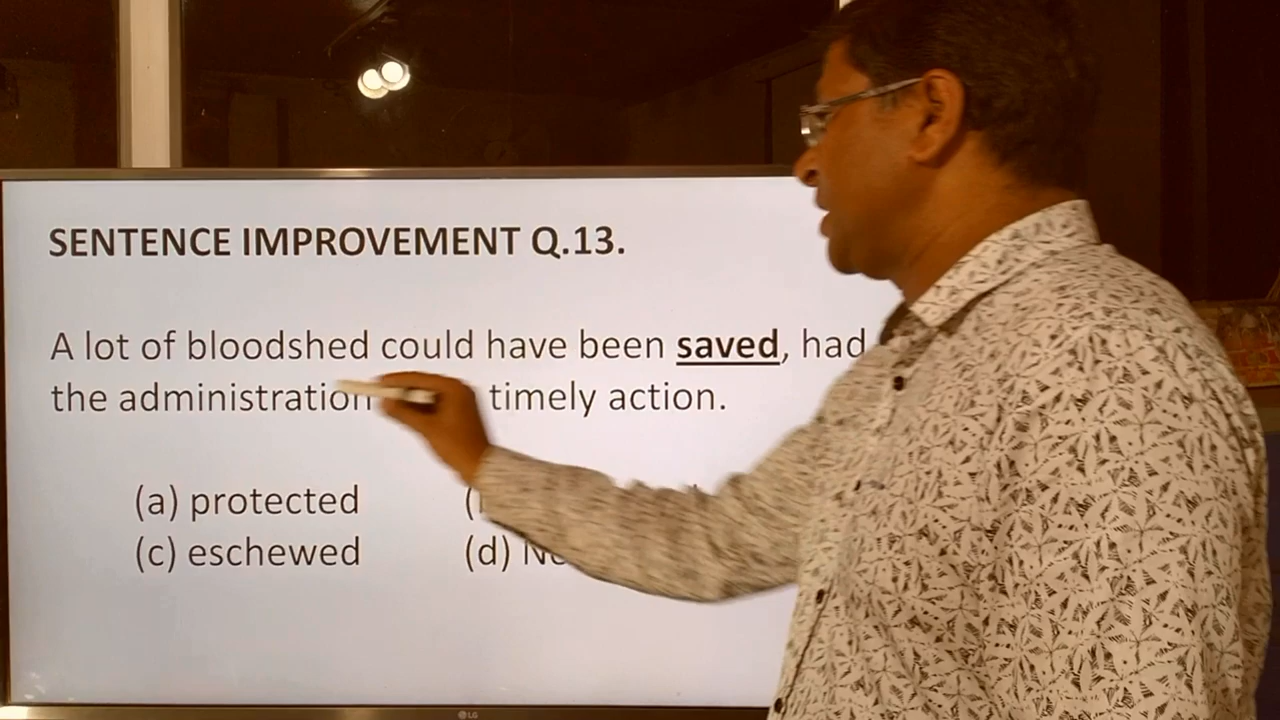 SENTENCE IMPROVEMENT Q.13.
A lot of bloodshed could have been saved, had
the administration timely action.
(a) protected
(c) eschewed (d)
LG